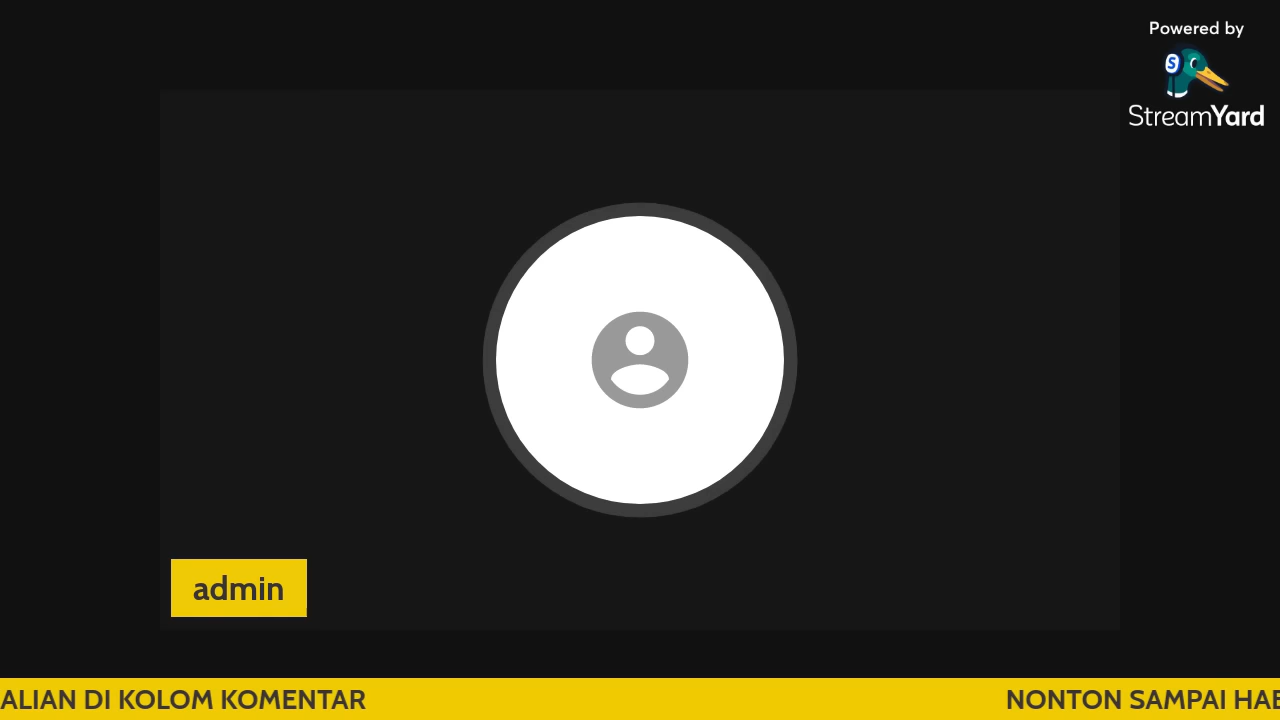 Powered by
S
StreamYard
admin
ALIAN DI KOLOM KOMENTAR
NONTON SAMPAI